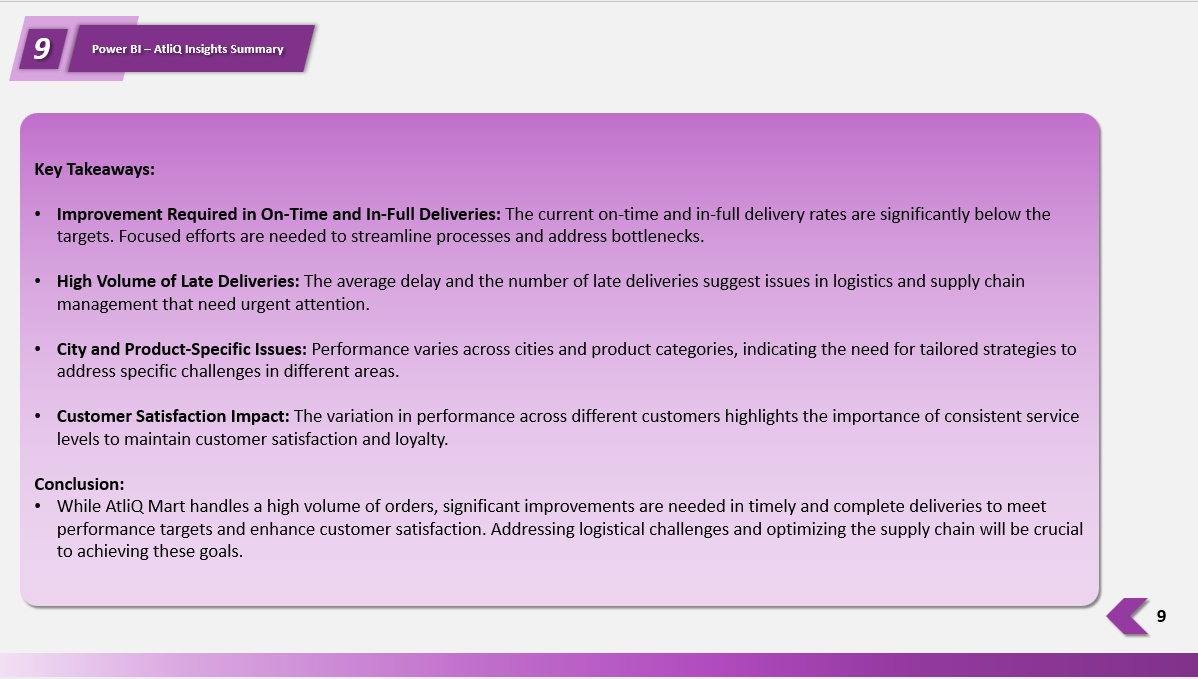 9
Power BI – AtliQ Insights Summary
Key Takeaways:
• Improvement Required in On-Time and In-Full Deliveries: The current on-time and in-full delivery rates are significantly below the
targets. Focused efforts are needed to streamline processes and address bottlenecks.
• High Volume of Late Deliveries: The average delay and the number of late deliveries suggest issues in logistics and supply chain
management that need urgent attention.
• City and Product-Specific Issues: Performance varies across cities and product categories, indicating the need for tailored strategies to
address specific challenges in different areas.
• Customer Satisfaction Impact: The variation in performance across different customers highlights the importance of consistent service
levels to maintain customer satisfaction and loyalty.
Conclusion:
• While AtliQ Mart handles a high volume of orders, significant improvements are needed in timely and complete deliveries to meet
performance targets and enhance customer satisfaction. Addressing logistical challenges and optimizing the supply chain will be crucial
to achieving these goals.
9